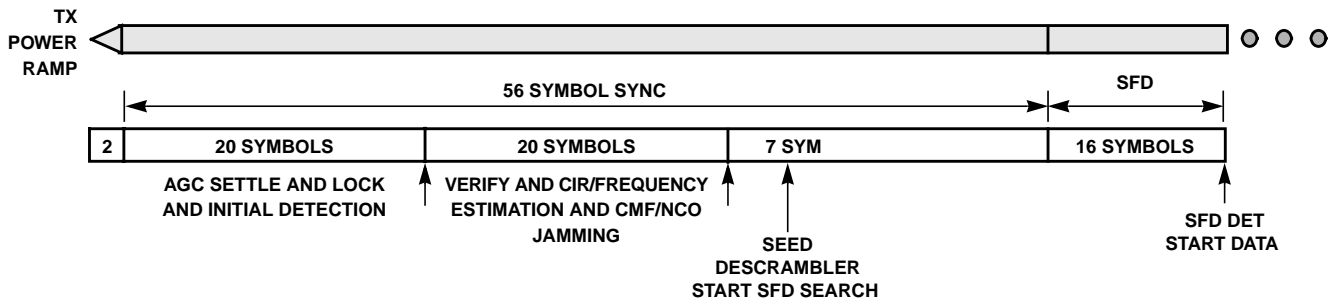 TX
POWER
RAMP
56 SYMBOL SYNC
SFD
2
20 SYMBOLS
20 SYMBOLS
7 SYM
16 SYMBOLS
AGC SETTLE AND LOCK
AND INITIAL DETECTION
VERIFY AND CIR/FREQUENCY
ESTIMATION AND CMF/NCO
JAMMING
SEED
DESCRAMBLER
START SFD SEARCH
SFD DET
START DATA